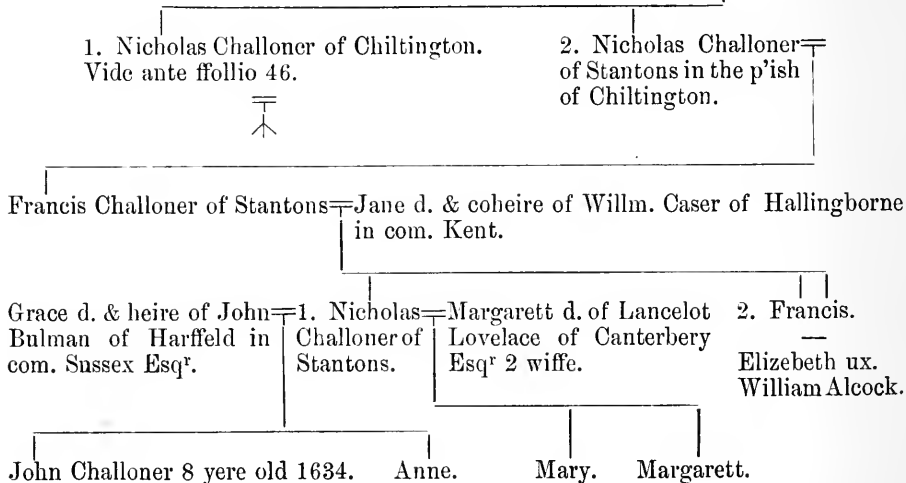 1. Nicholas Challoner of Chiltington.
Vide ante ffollio 46.
2. Nicholas Challoner
of Stantons in the p'ish
of Chiltington.
Francis Challoner of Stantons
Jane d. & coheire of Willm. Caser of Hallingborne
in com. Kent.
Grace d. & heire of John
Bulman of Harffeld in
com. Sussex Esqʳ.
1. Nicholas
Challoner of
Stantons.
Margarett d. of Lancelot
Lovelace of Canterbery
Esqʳ 2 wiffe.
2. Francis.
—
Elizebeth ux.
William Alcock.
John Challoner 8 yere old 1634.
Anne.
Mary.
Margarett.